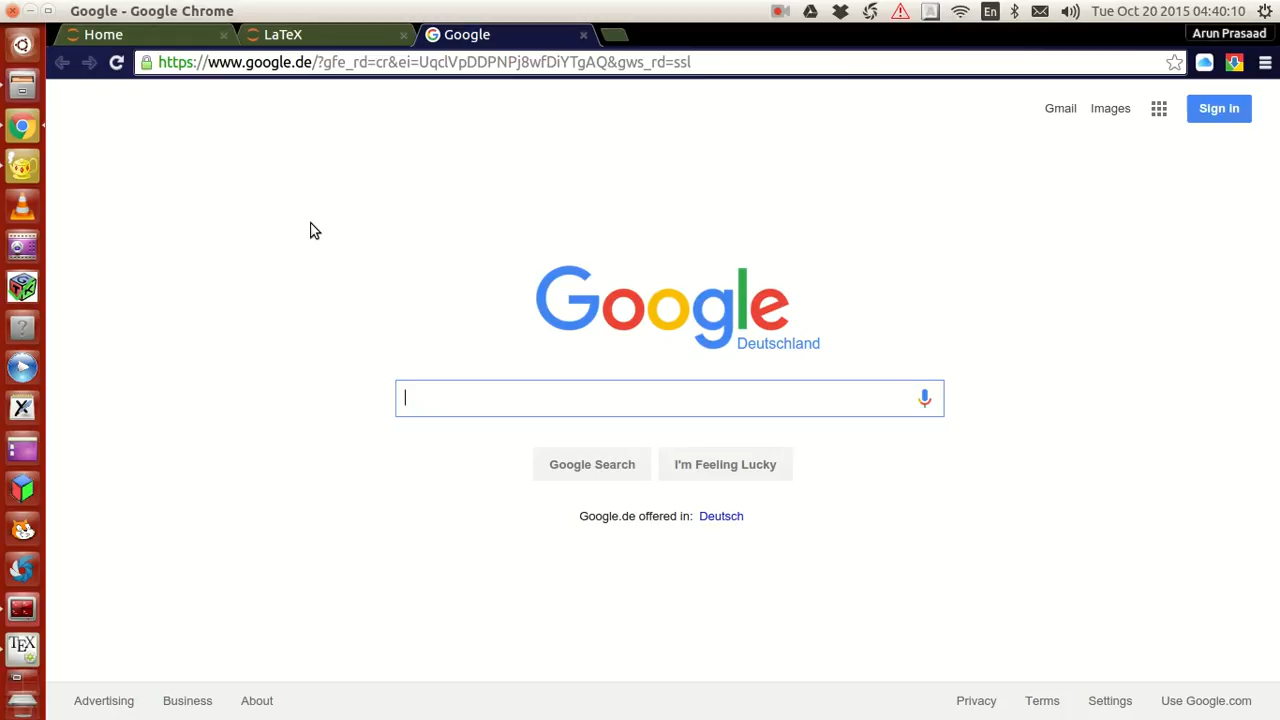 Google - Google Chrome
En
Tue Oct 20 2015 04:40:10
Home
LaTeX
Google
Arun Prasaad
https://www.google.de/?gfe_rd=cr&ei=UqclVpDDPNPj8wfDiYTgAQ&gws_rd=ssl
Gmail Images Sign in
Google
Deutschland
Google Search I'm Feeling Lucky
Google.de offered in: Deutsch
TEX
Advertising Business About Privacy Terms Settings Use Google.com